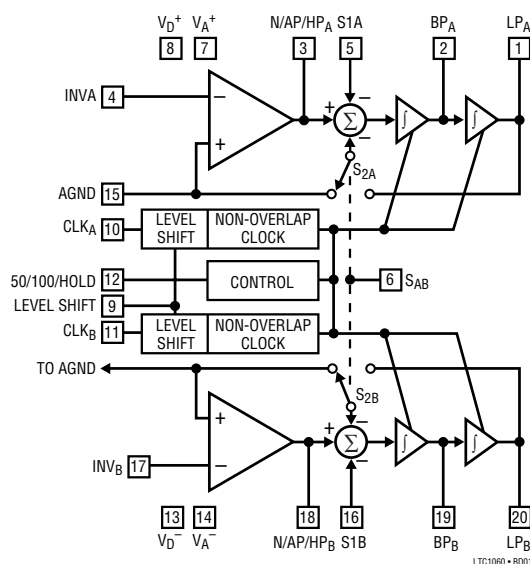 V_D⁺ V_A⁺ N/AP/HP_A S1A BP_A LP_A
8 7 3 5 2 1
INVA 4 − + Σ − ∫ ∫
+ −
AGND 15 S_2A
CLK_A 10 LEVEL SHIFT NON-OVERLAP CLOCK
50/100/HOLD 12 CONTROL 6 S_AB
LEVEL SHIFT 9
CLK_B 11 LEVEL SHIFT NON-OVERLAP CLOCK
TO AGND S_2B
+ −
INV_B 17 − + Σ − ∫ ∫
13 14 18 16 19 20
V_D⁻ V_A⁻ N/AP/HP_B S1B BP_B LP_B
LTC1060 • BD01